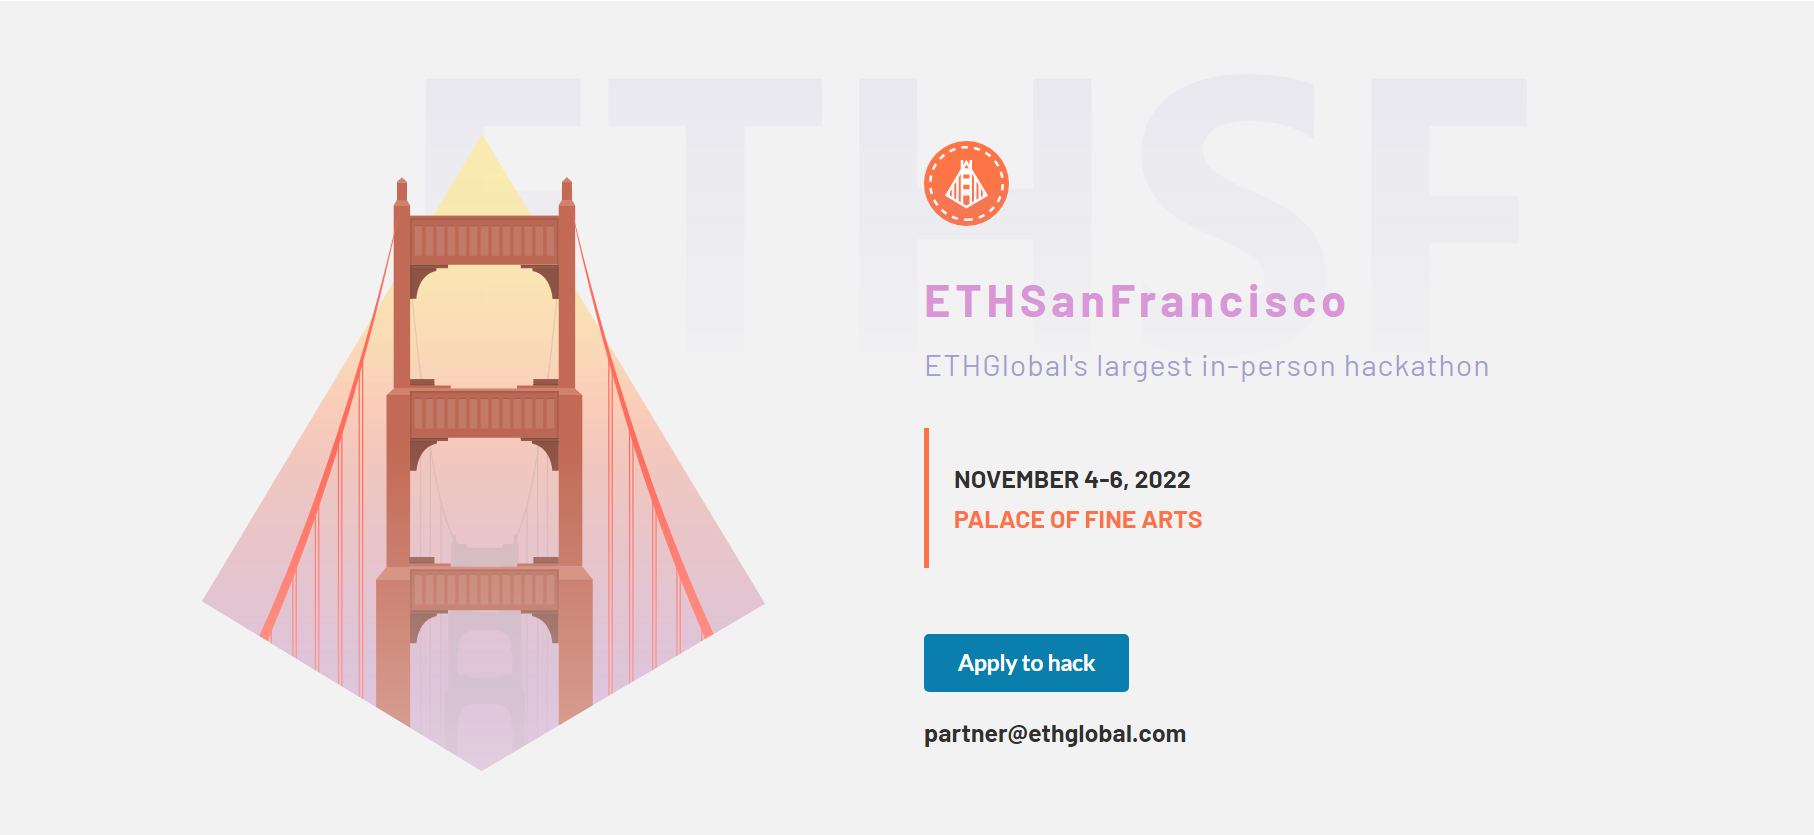 ETHSF
ETHSanFrancisco
ETHGlobal's largest in-person hackathon
NOVEMBER 4-6, 2022
PALACE OF FINE ARTS
Apply to hack
partner@ethglobal.com